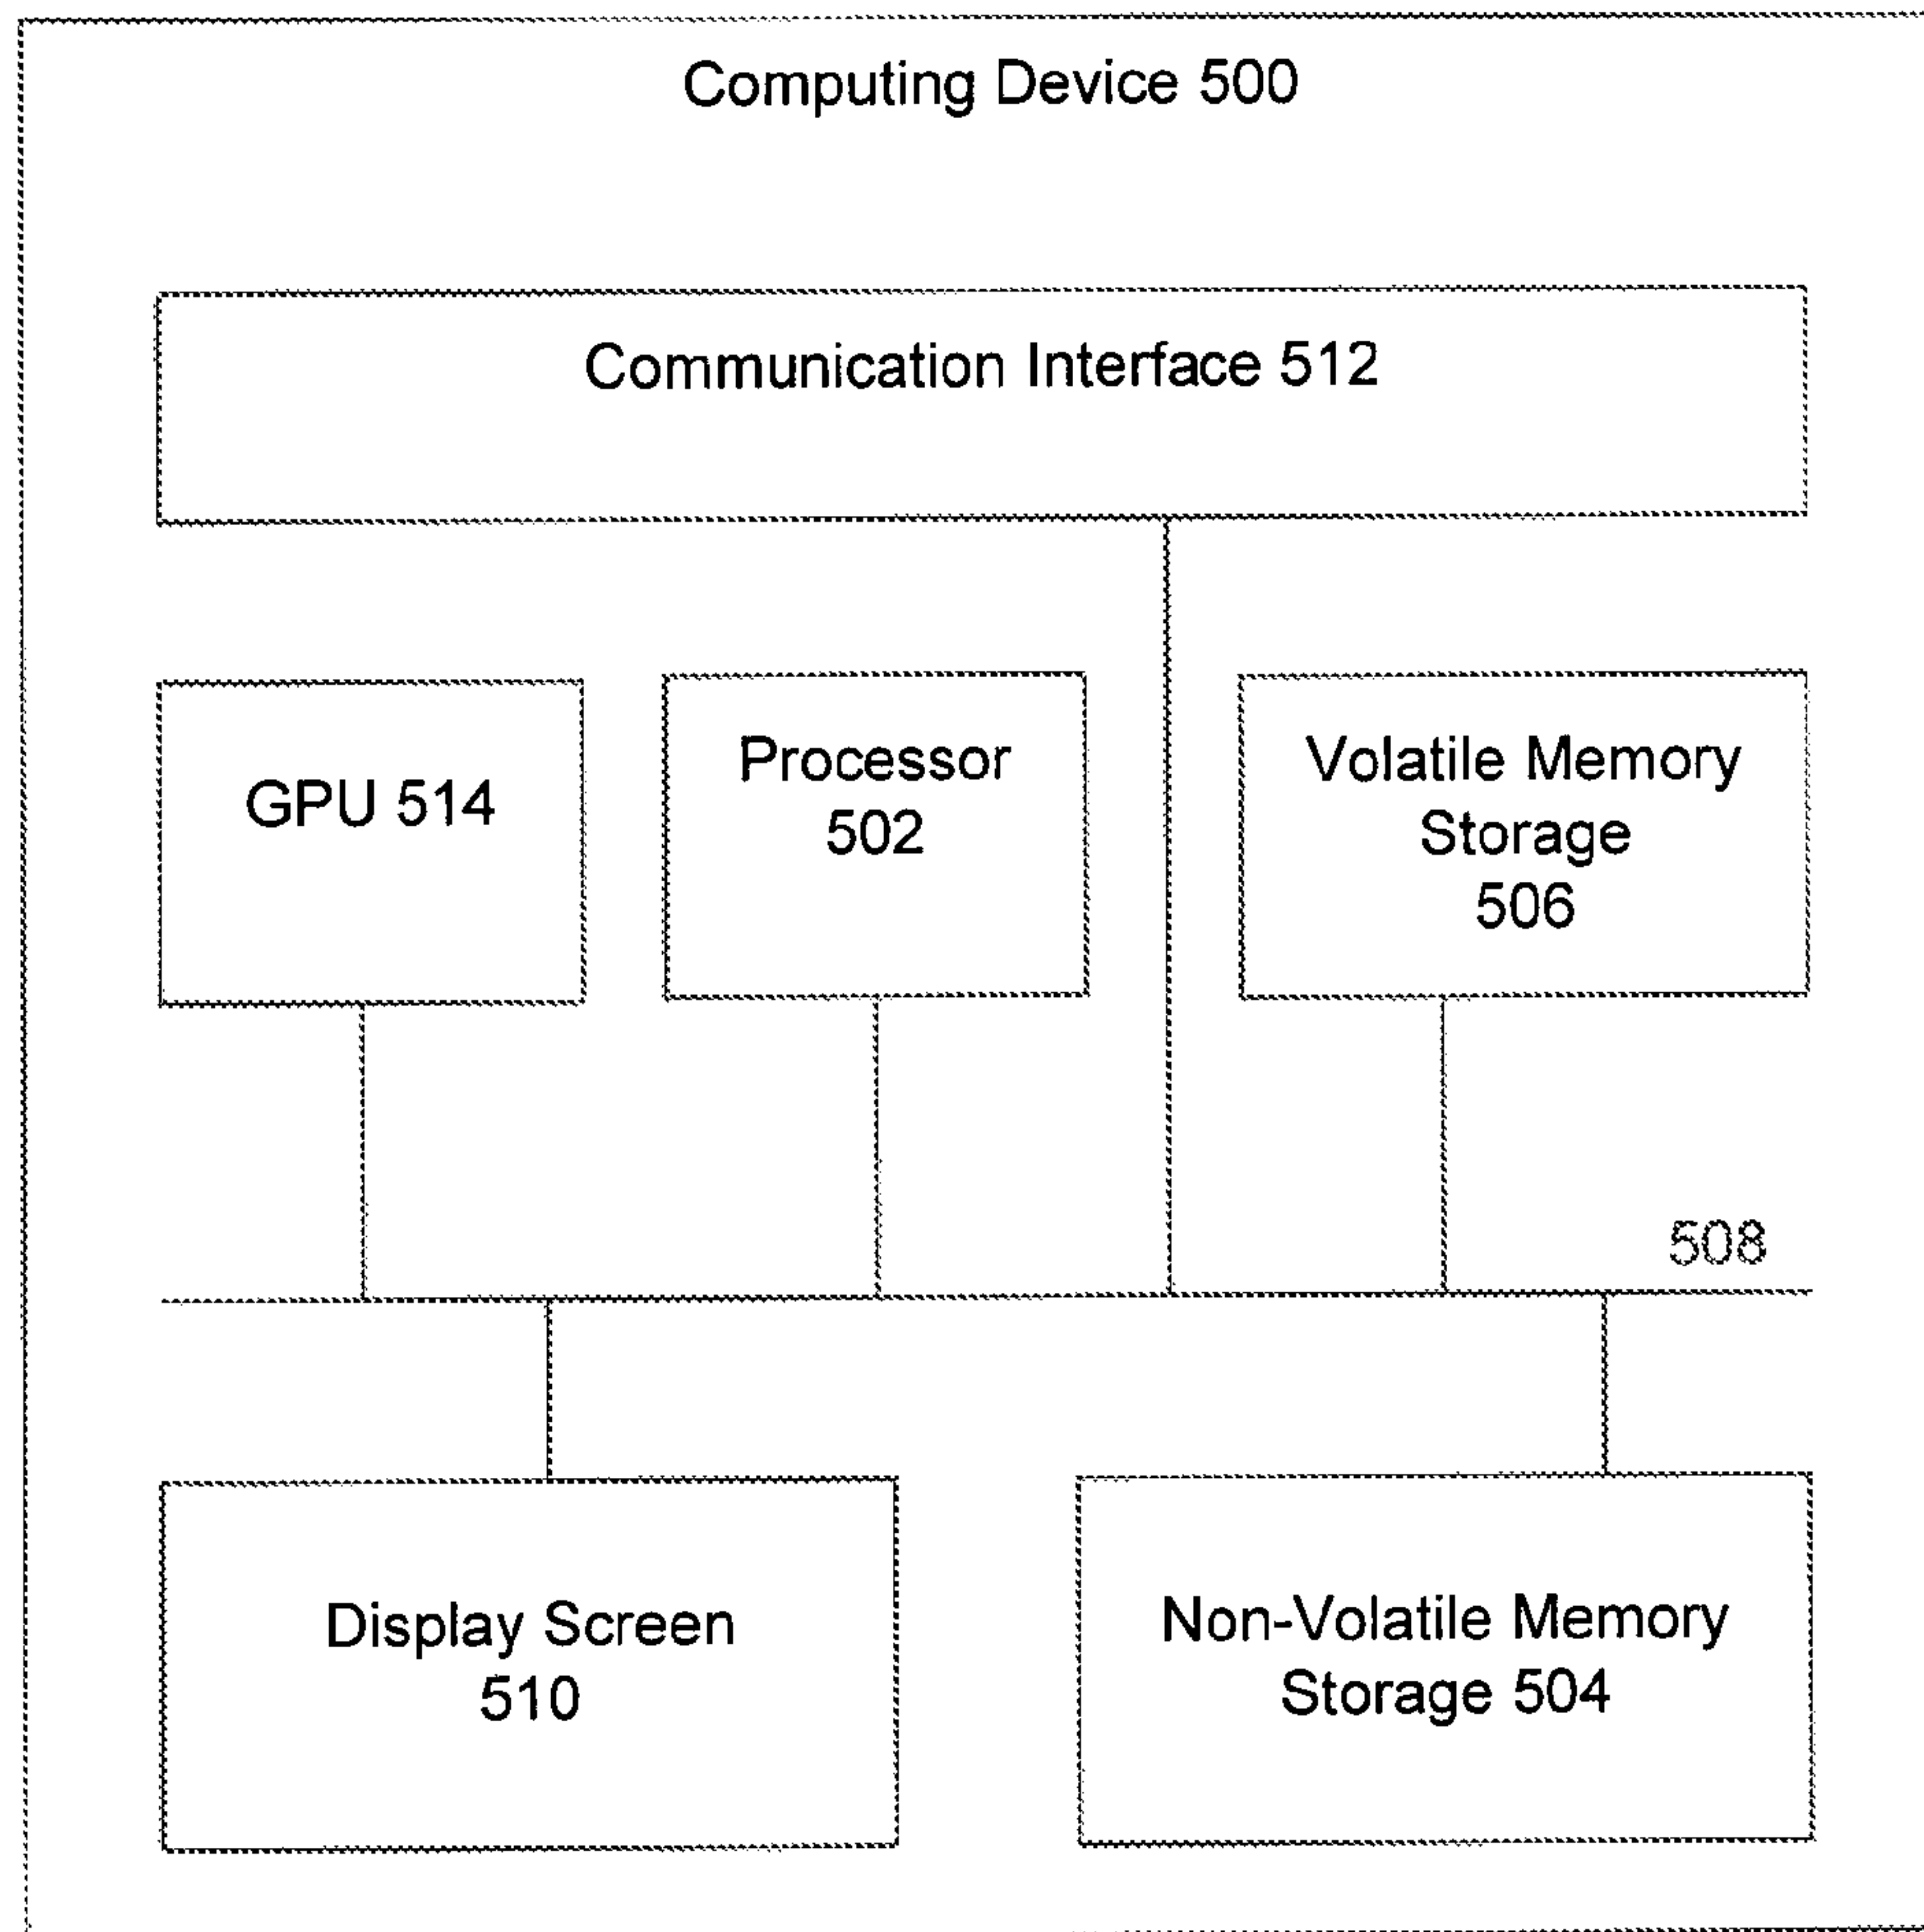 Computing Device 500
Communication Interface 512
GPU 514
Processor
502
Volatile Memory
Storage
506
508
Display Screen
510
Non-Volatile Memory
Storage 504